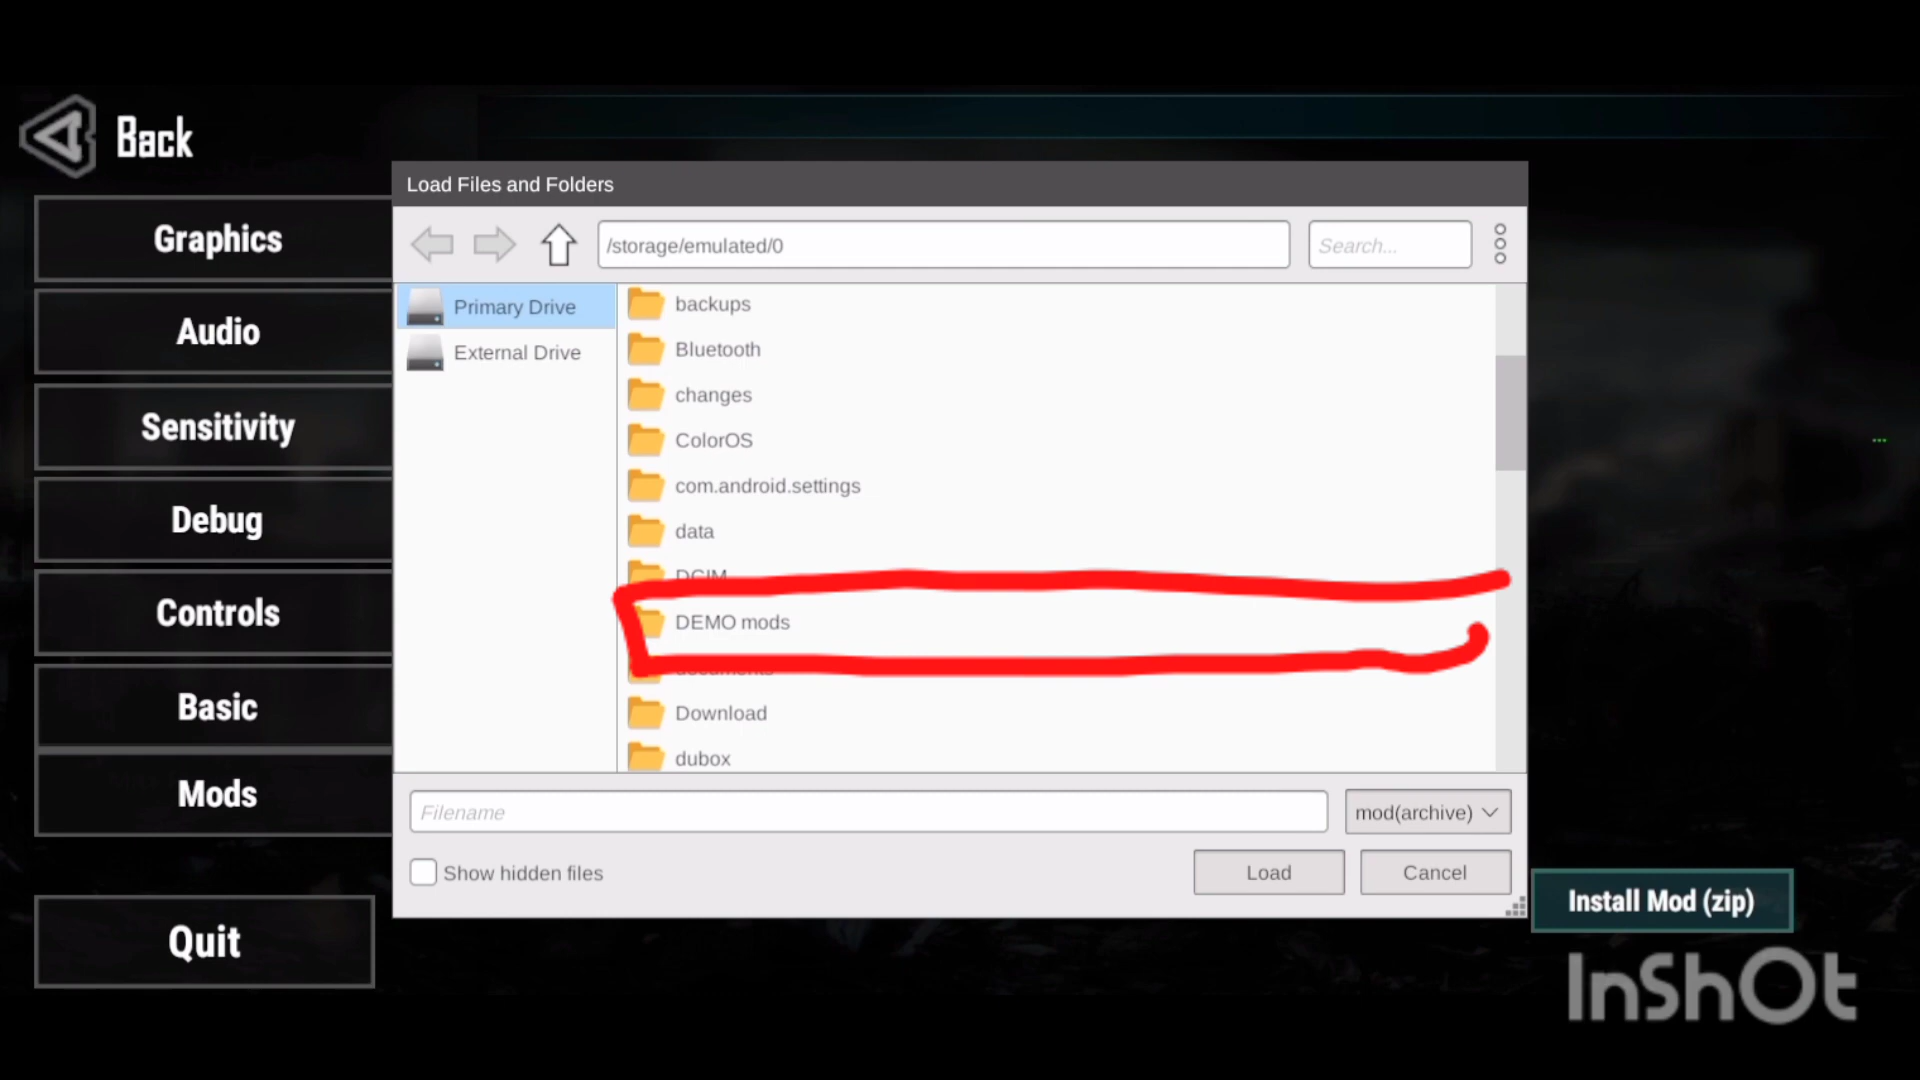 Back
Graphics
Audio
Sensitivity
Debug
Controls
Basic
Mods
Quit
Load Files and Folders
/storage/emulated/0
Search...
Primary Drive
External Drive
backups
Bluetooth
changes
ColorOS
com.android.settings
data
DCIM
DEMO mods
Download
dubox
Filename
mod(archive)
Show hidden files
Load
Cancel
Install Mod (zip)
InShOt